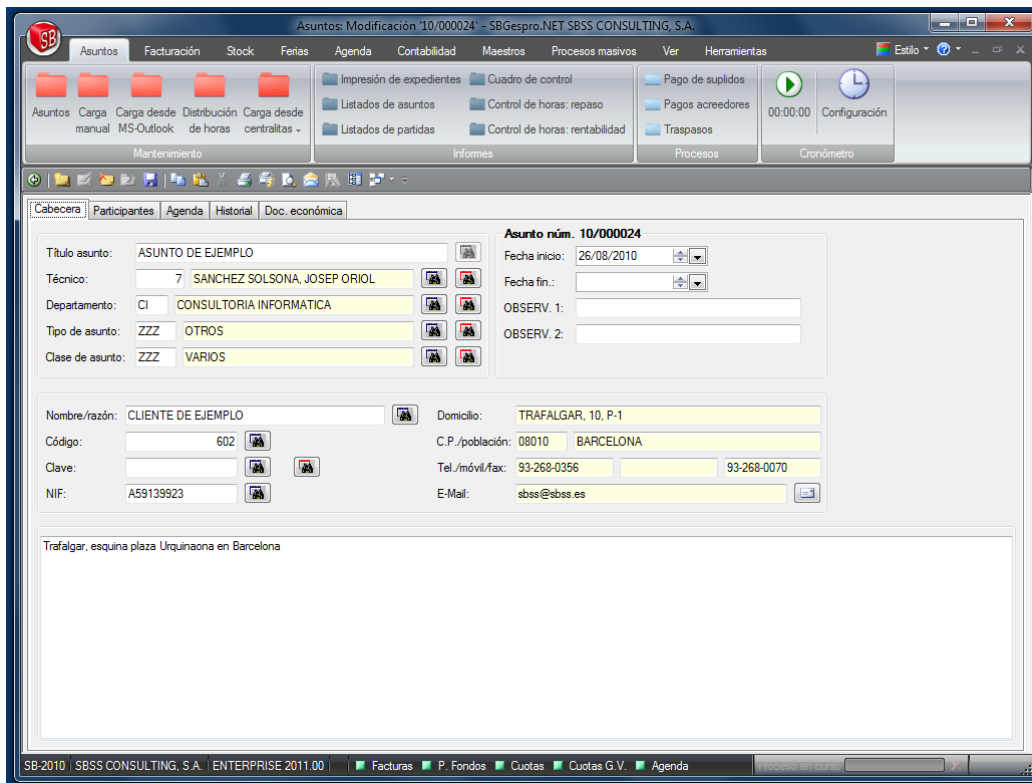 Asuntos: Modificación '10/000024' - SBGespro.NET SBSS CONSULTING, S.A.
SB
Asuntos Facturación Stock Ferias Agenda Contabilidad Maestros Procesos masivos Ver Herramientas Estilo
Impresión de expedientes Cuadro de control Pago de suplidos
Asuntos Carga manual Carga desde MS-Outlook Distribución de horas Carga desde centralitas
Listados de asuntos Control de horas: repaso Pagos acreedores 00:00:00 Configuración
Listados de partidas Control de horas: rentabilidad Traspasos
Mantenimiento Informes Procesos Cronómetro
Cabecera Participantes Agenda Historial Doc. económica
Asunto núm. 10/000024
Título asunto: ASUNTO DE EJEMPLO Fecha inicio: 26/08/2010
Técnico: 7 SANCHEZ SOLSONA, JOSEP ORIOL Fecha fin.:
Departamento: CI CONSULTORIA INFORMATICA OBSERV. 1:
Tipo de asunto: ZZZ OTROS OBSERV. 2:
Clase de asunto: ZZZ VARIOS
Nombre/razón: CLIENTE DE EJEMPLO Domicilio: TRAFALGAR, 10, P-1
Código: 602 C.P./población: 08010 BARCELONA
Clave: Tel./móvil/fax: 93-268-0356 93-268-0070
NIF: A59139923 E-Mail: sbss@sbss.es
Trafalgar, esquina plaza Urquinaona en Barcelona
SB-2010 SBSS CONSULTING, S.A. ENTERPRISE 2011.00 Facturas P. Fondos Cuotas Cuotas G.V. Agenda Proceso en curso